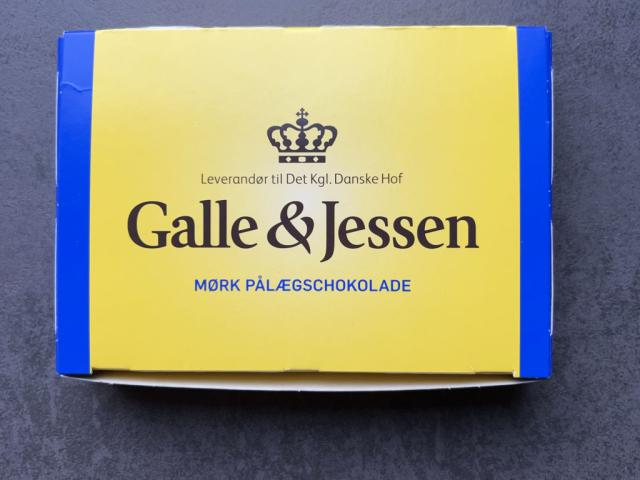 Leverandør til Det Kgl. Danske Hof
Galle & Jessen
MØRK PÅLÆGSCHOKOLADE